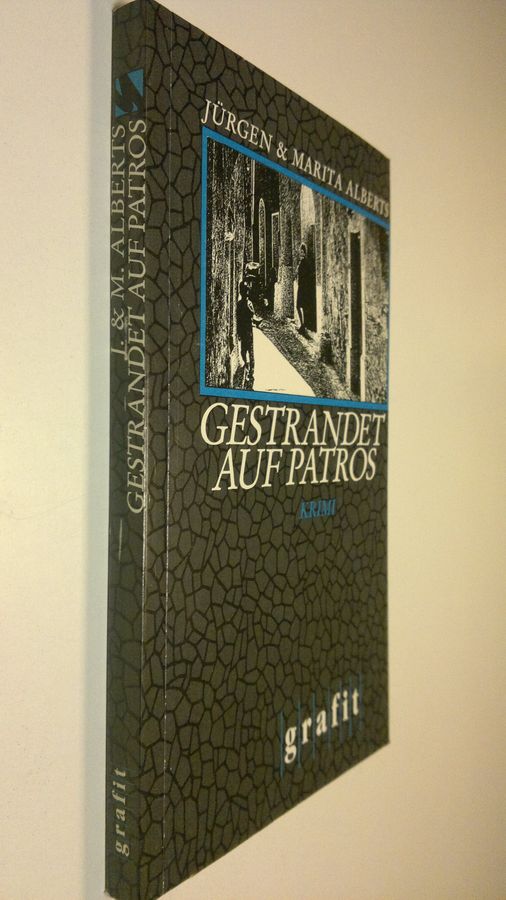 JÜRGEN & MARITA ALBERTS
GESTRANDET
AUF PATROS
KRIMI
grafit
J. & M. ALBERTS
GESTRANDET AUF PATROS
grafit